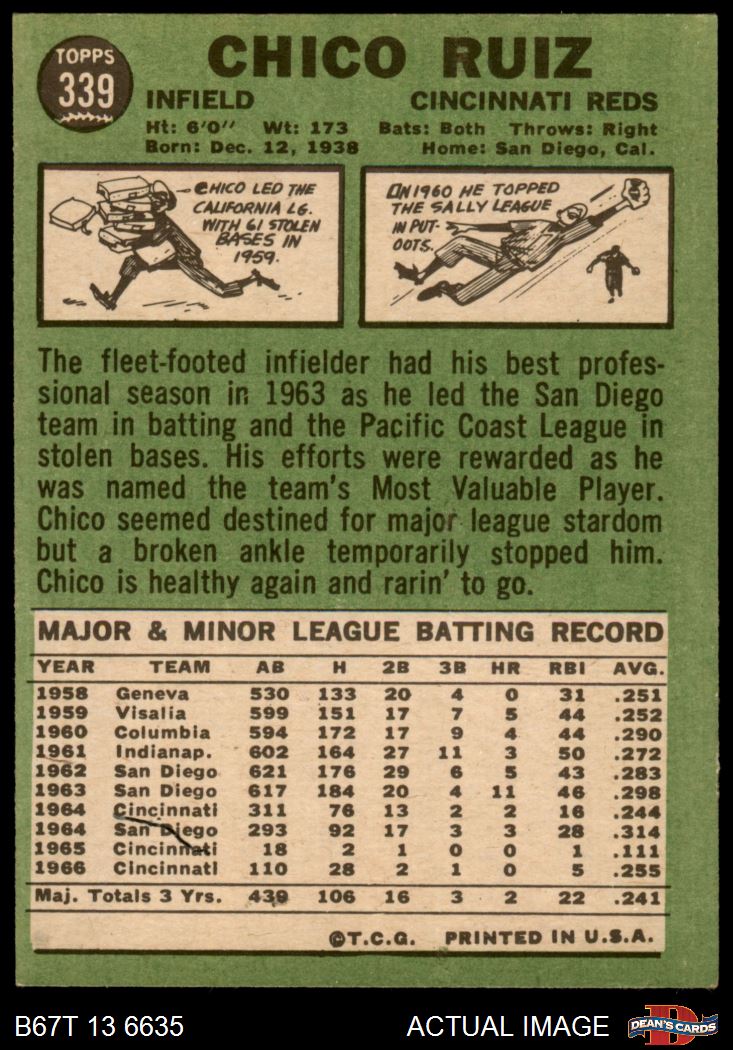 TOPPS
339
CHICO RUIZ
INFIELD CINCINNATI REDS
Ht: 6'0" Wt: 173 Bats: Both Throws: Right
Born: Dec. 12, 1938 Home: San Diego, Cal.
CHICO LED THE
CALIFORNIA LG.
WITH 61 STOLEN
BASES IN
1959.
IN 1960 HE TOPPED
THE SALLY LEAGUE
IN PUT-
OUTS.
The fleet-footed infielder had his best profes-
sional season in 1963 as he led the San Diego
team in batting and the Pacific Coast League in
stolen bases. His efforts were rewarded as he
was named the team's Most Valuable Player.
Chico seemed destined for major league stardom
but a broken ankle temporarily stopped him.
Chico is healthy again and rarin' to go.
MAJOR & MINOR LEAGUE BATTING RECORD
YEAR TEAM AB H 2B 3B HR RBI AVG.
1958 Geneva 530 133 20 4 0 31 .251
1959 Visalia 599 151 17 7 5 44 .252
1960 Columbia 594 172 17 9 4 44 .290
1961 Indianap. 602 164 27 11 3 50 .272
1962 San Diego 621 176 29 6 5 43 .283
1963 San Diego 617 184 20 4 11 46 .298
1964 Cincinnati 311 76 13 2 2 16 .244
1964 San Diego 293 92 17 3 3 28 .314
1965 Cincinnati 18 2 1 0 0 1 .111
1966 Cincinnati 110 28 2 1 0 5 .255
Maj. Totals 3 Yrs. 439 106 16 3 2 22 .241
©T.C.G. PRINTED IN U.S.A.
B67T 13 6635 ACTUAL IMAGE DEAN'S CARDS